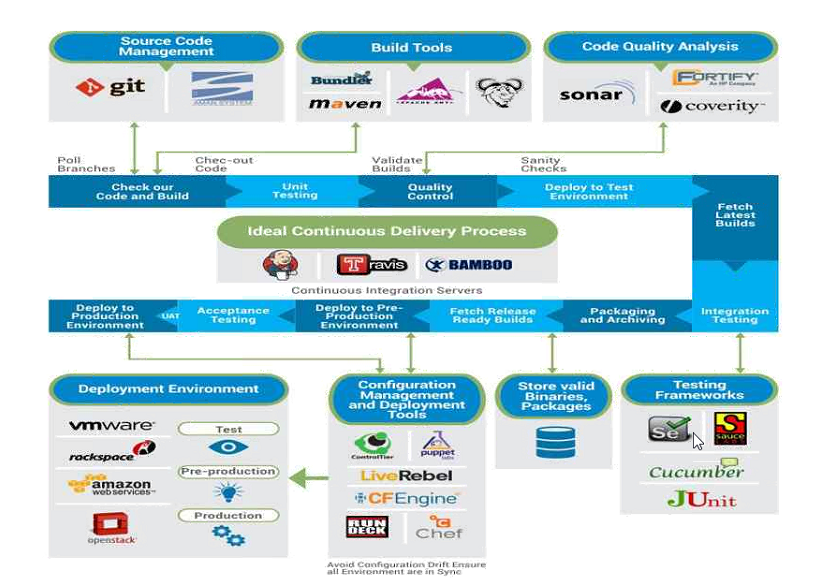 Source Code
Management
Build Tools
Code Quality Analysis
git
AMAN SYSTEM
Bundler
maven
APACHE ANT
sonar
FORTIFY
An HP Company
coverity
Poll
Branches
Chec-out
Code
Validate
Builds
Sanity
Checks
Check our
Code and Build
Unit
Testing
Quality
Control
Deploy to Test
Environment
Fetch
Latest
Builds
Ideal Continuous Delivery Process
Travis
BAMBOO
Continuous Integration Servers
Deploy to
Production
Environment
UAT
Acceptance
Testing
Deploy to Pre-
Production
Environment
Fetch Release
Ready Builds
Packaging
and Archiving
Integration
Testing
Deployment Environment
Configuration
Management
and Deployment
Tools
Store valid
Binaries,
Packages
Testing
Frameworks
vmware
rackspace
amazon
webservices™
openstack
Test
Pre-production
Production
ControlTier
puppet
labs
LiveRebel
CFEngine
RUN
DECK
Chef
Se
SAUCE
Cucumber
JUnit
Avoid Configuration Drift Ensure
all Environment are in Sync